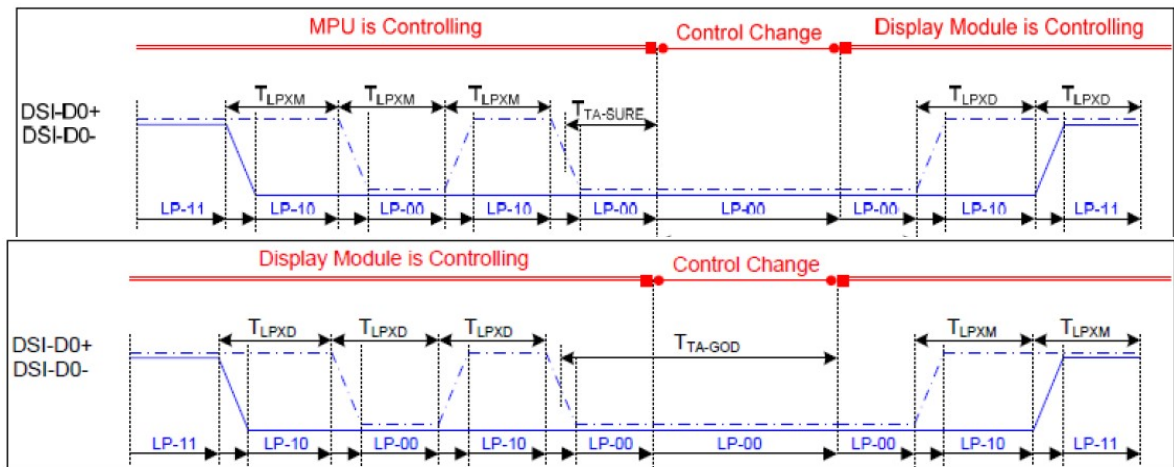 MPU is Controlling Control Change Display Module is Controlling
TLPXM TLPXM TLPXM TLPXD TLPXD
DSI-D0+
DSI-D0-
TTA-SURE
LP-11 LP-10 LP-00 LP-10 LP-00 LP-00 LP-00 LP-10 LP-11
Display Module is Controlling Control Change
TLPXD TLPXD TLPXD TLPXM TLPXM
DSI-D0+
DSI-D0-
TTA-GOD
LP-11 LP-10 LP-00 LP-10 LP-00 LP-00 LP-00 LP-10 LP-11